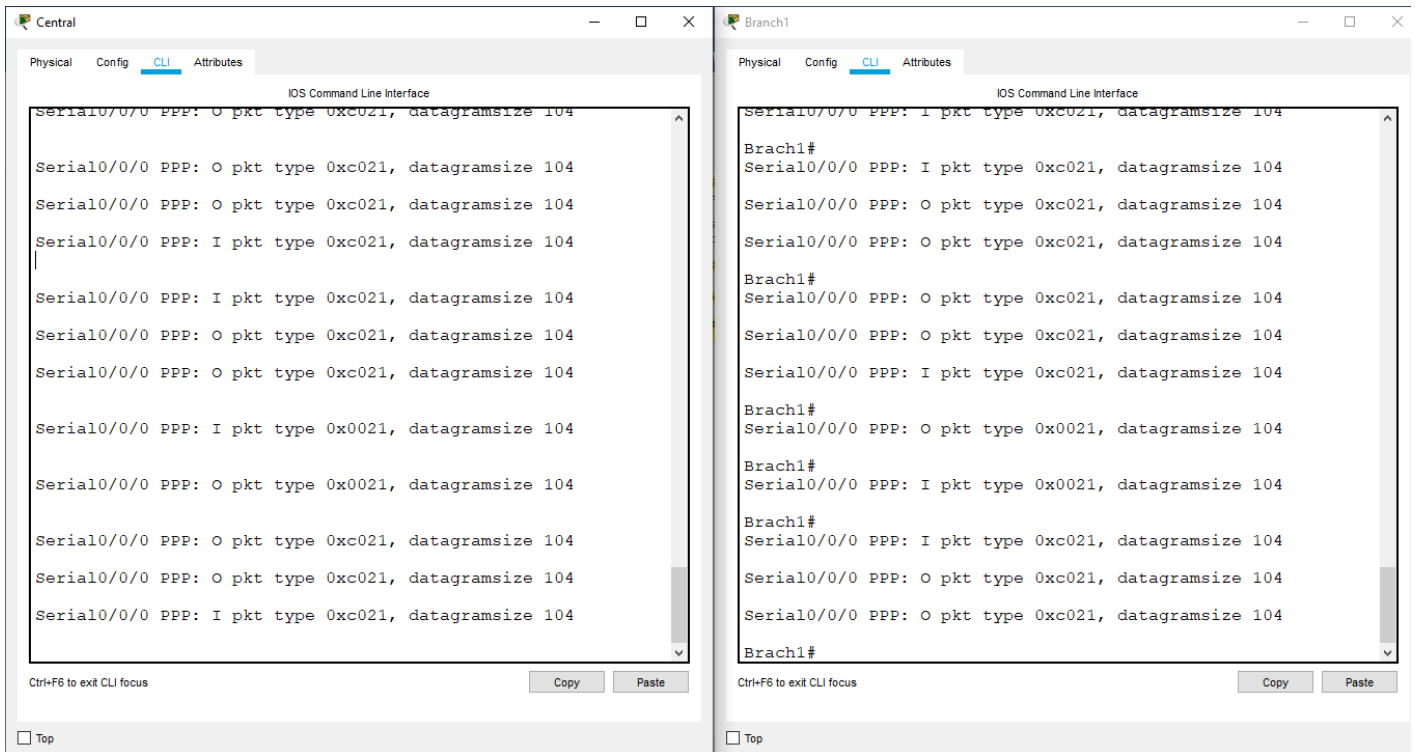 Central
Physical Config CLI Attributes
IOS Command Line Interface
Serial0/0/0 PPP: O pkt type 0xc021, datagramsize 104
Serial0/0/0 PPP: O pkt type 0xc021, datagramsize 104
Serial0/0/0 PPP: O pkt type 0xc021, datagramsize 104
Serial0/0/0 PPP: I pkt type 0xc021, datagramsize 104
Serial0/0/0 PPP: I pkt type 0xc021, datagramsize 104
Serial0/0/0 PPP: O pkt type 0xc021, datagramsize 104
Serial0/0/0 PPP: O pkt type 0xc021, datagramsize 104
Serial0/0/0 PPP: I pkt type 0x0021, datagramsize 104
Serial0/0/0 PPP: O pkt type 0x0021, datagramsize 104
Serial0/0/0 PPP: O pkt type 0xc021, datagramsize 104
Serial0/0/0 PPP: O pkt type 0xc021, datagramsize 104
Serial0/0/0 PPP: I pkt type 0xc021, datagramsize 104
Ctrl+F6 to exit CLI focus Copy Paste
Top
Branch1
Physical Config CLI Attributes
IOS Command Line Interface
Serial0/0/0 PPP: I pkt type 0xc021, datagramsize 104
Brach1#
Serial0/0/0 PPP: I pkt type 0xc021, datagramsize 104
Serial0/0/0 PPP: O pkt type 0xc021, datagramsize 104
Serial0/0/0 PPP: O pkt type 0xc021, datagramsize 104
Brach1#
Serial0/0/0 PPP: O pkt type 0xc021, datagramsize 104
Serial0/0/0 PPP: O pkt type 0xc021, datagramsize 104
Serial0/0/0 PPP: I pkt type 0xc021, datagramsize 104
Brach1#
Serial0/0/0 PPP: O pkt type 0x0021, datagramsize 104
Brach1#
Serial0/0/0 PPP: I pkt type 0x0021, datagramsize 104
Brach1#
Serial0/0/0 PPP: I pkt type 0xc021, datagramsize 104
Serial0/0/0 PPP: O pkt type 0xc021, datagramsize 104
Serial0/0/0 PPP: O pkt type 0xc021, datagramsize 104
Brach1#
Ctrl+F6 to exit CLI focus Copy Paste
Top